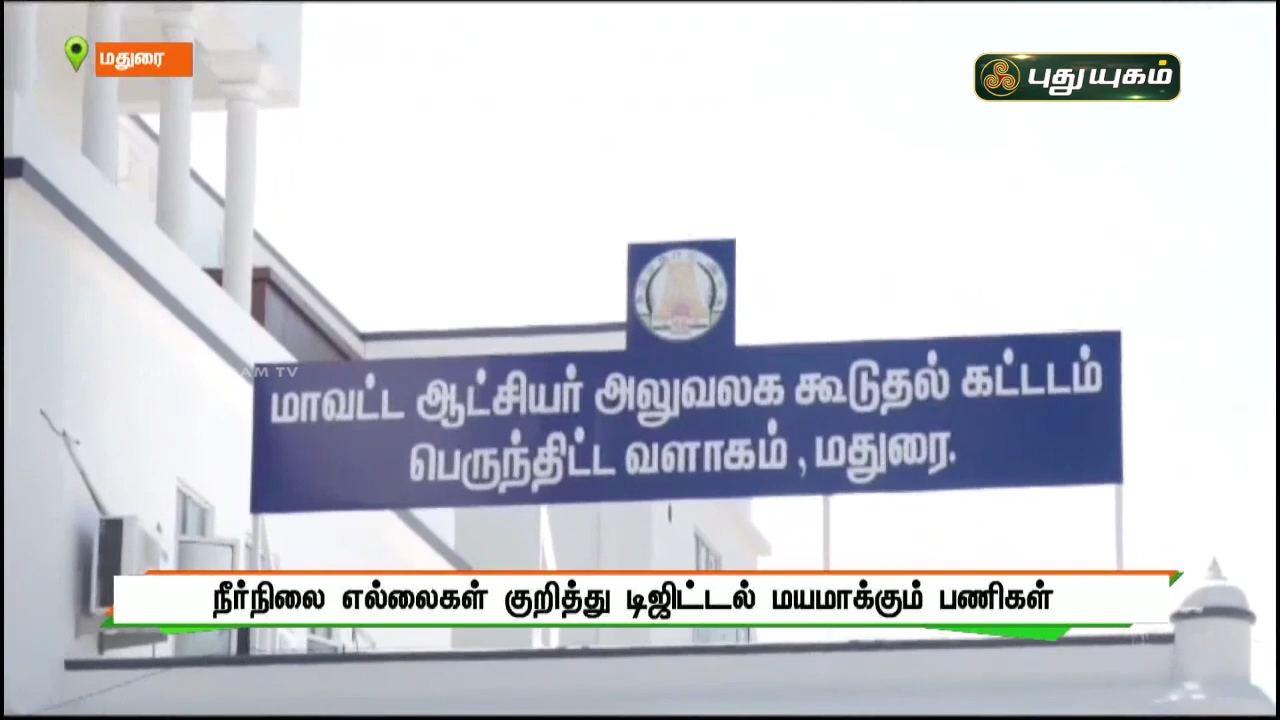 மதுரை
புதுயுகம்
மாவட்ட ஆட்சியர் அலுவலக கூடுதல் கட்டடம்
பெருந்திட்ட வளாகம் , மதுரை.
நீர்நிலை எல்லைகள் குறித்து டிஜிட்டல் மயமாக்கும் பணிகள்